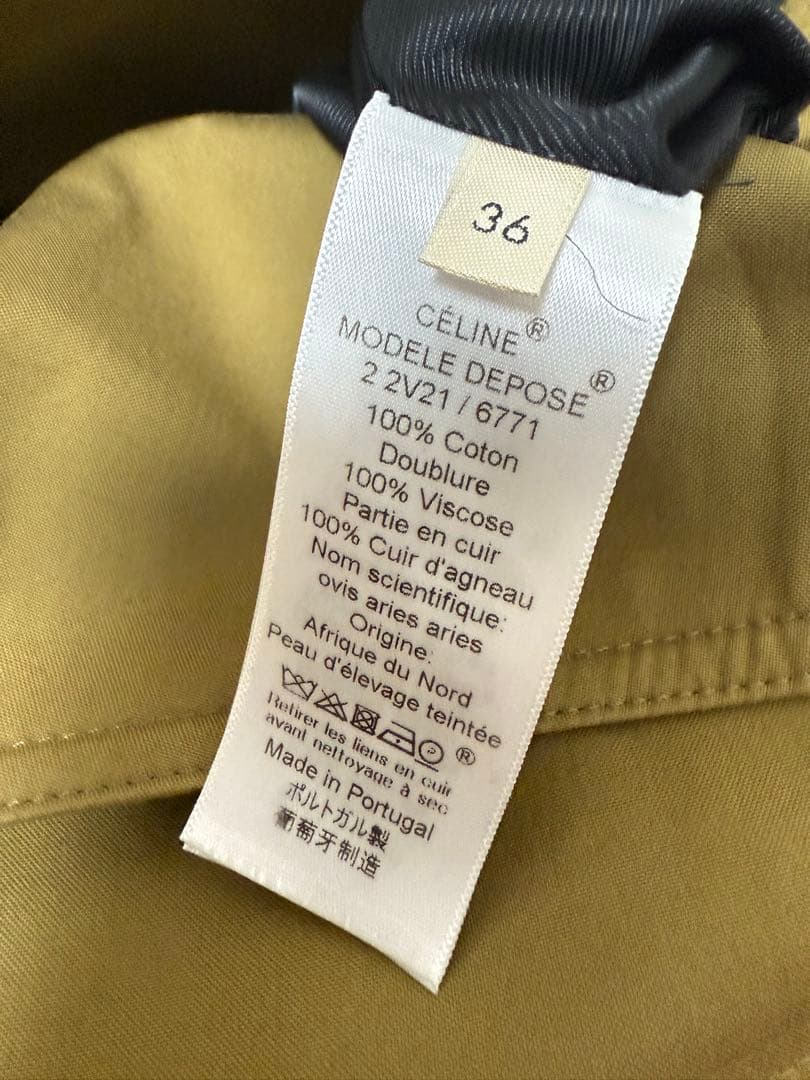 36
CÉLINE®
MODELE DEPOSE®
2 2V21 / 6771
100% Coton
Doublure
100% Viscose
Partie en cuir
100% Cuir d'agneau
Nom scientifique:
ovis aries aries
Origine:
Afrique du Nord
Peau d'élevage teintée
®
Retirer les liens en cuir
avant nettoyage à sec
Made in Portugal
ポルトガル製
葡萄牙制造